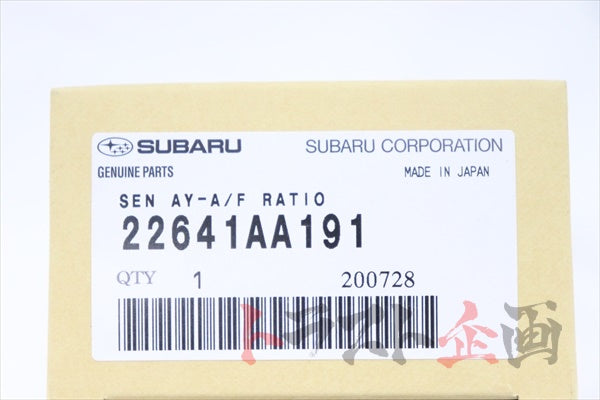 SUBARU SUBARU CORPORATION
GENUINE PARTS MADE IN JAPAN
SEN AY-A/F RATIO
22641AA191
QTY 1 200728
トラスト企画